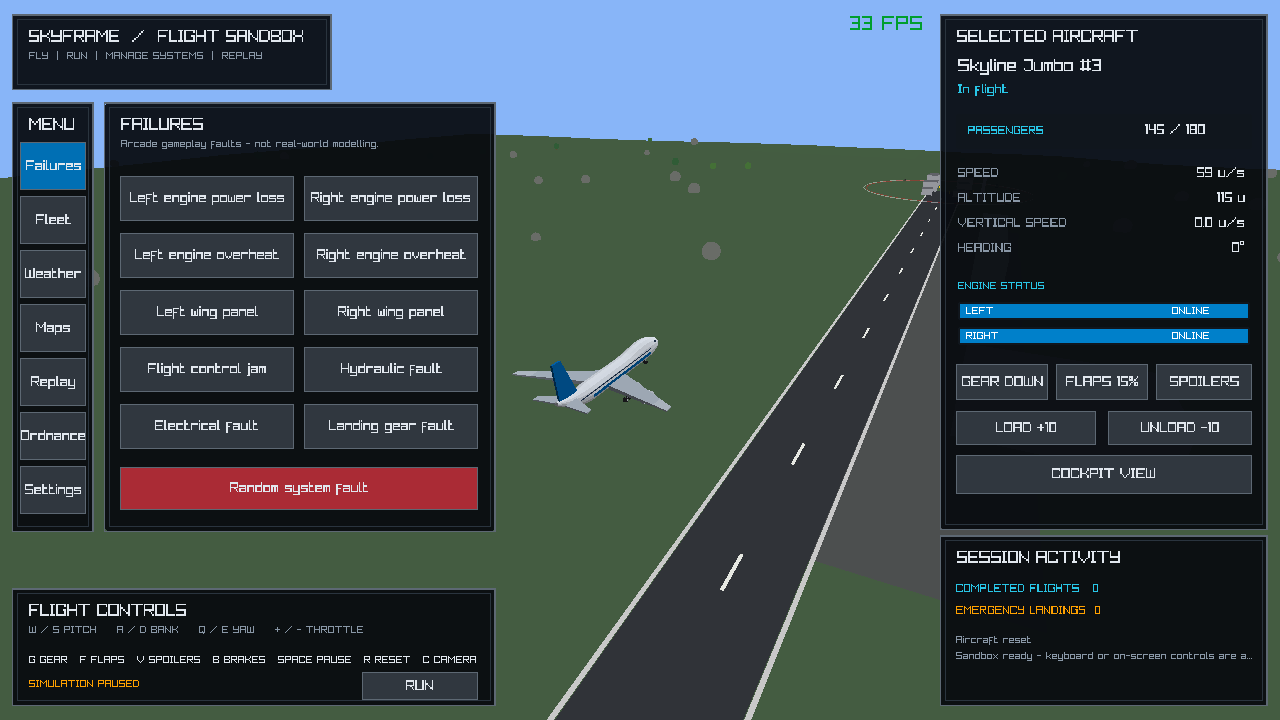 SKYFRAME / FLIGHT SANDBOX
FLY | RUN | MANAGE SYSTEMS | REPLAY
33 FPS
MENU
Failures
Fleet
Weather
Maps
Replay
Ordnance
Settings
FAILURES
Arcade gameplay faults - not real-world modelling.
Left engine power loss
Right engine power loss
Left engine overheat
Right engine overheat
Left wing panel
Right wing panel
Flight control jam
Hydraulic fault
Electrical fault
Landing gear fault
Random system fault
FLIGHT CONTROLS
W / S PITCH A / D BANK Q / E YAW + / - THROTTLE
G GEAR F FLAPS V SPOILERS B BRAKES SPACE PAUSE R RESET C CAMERA
SIMULATION PAUSED
RUN
SELECTED AIRCRAFT
Skyline Jumbo #3
In flight
PASSENGERS 145 / 180
SPEED 59 u/s
ALTITUDE 115 u
VERTICAL SPEED 0.0 u/s
HEADING 0°
ENGINE STATUS
LEFT ONLINE
RIGHT ONLINE
GEAR DOWN
FLAPS 15%
SPOILERS
LOAD +10
UNLOAD -10
COCKPIT VIEW
SESSION ACTIVITY
COMPLETED FLIGHTS 0
EMERGENCY LANDINGS 0
Aircraft reset
Sandbox ready - keyboard or on-screen controls are a...